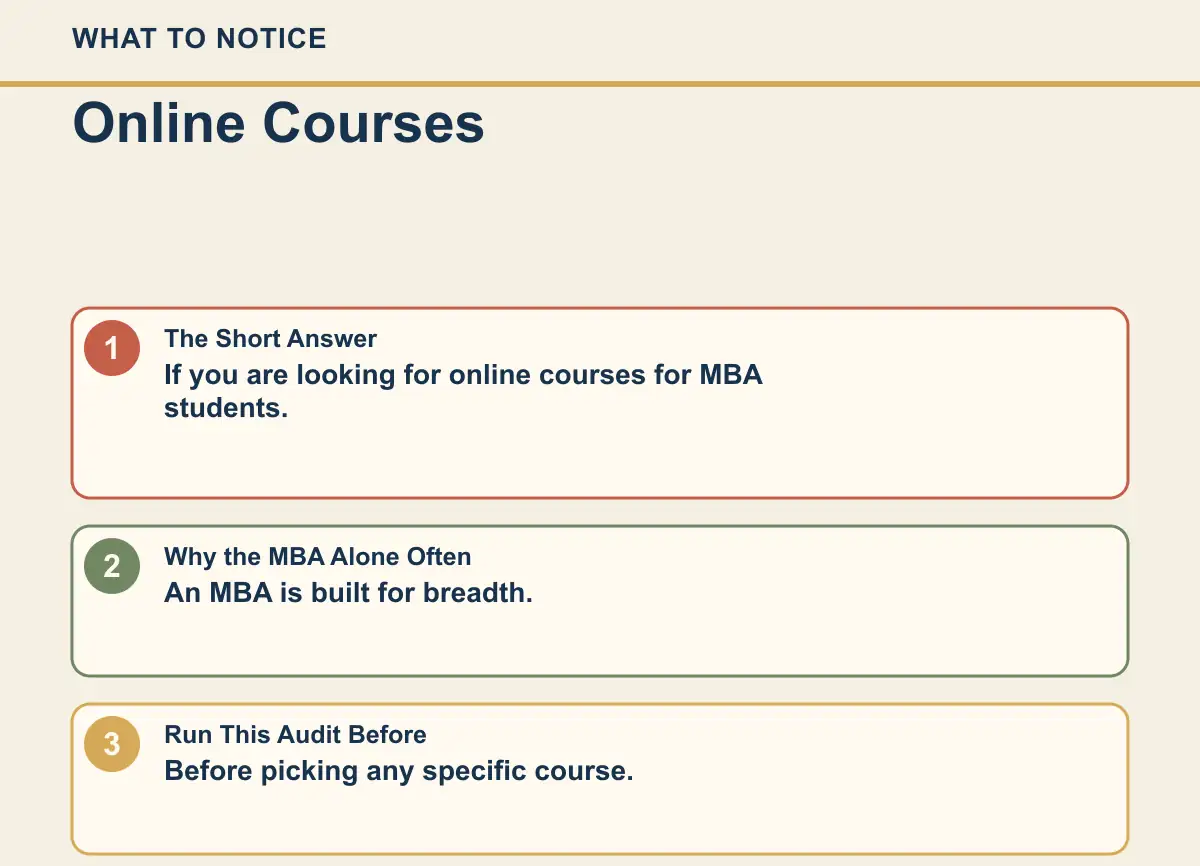 WHAT TO NOTICE
Online Courses
1
The Short Answer
If you are looking for online courses for MBA
students.
2
Why the MBA Alone Often
An MBA is built for breadth.
3
Run This Audit Before
Before picking any specific course.